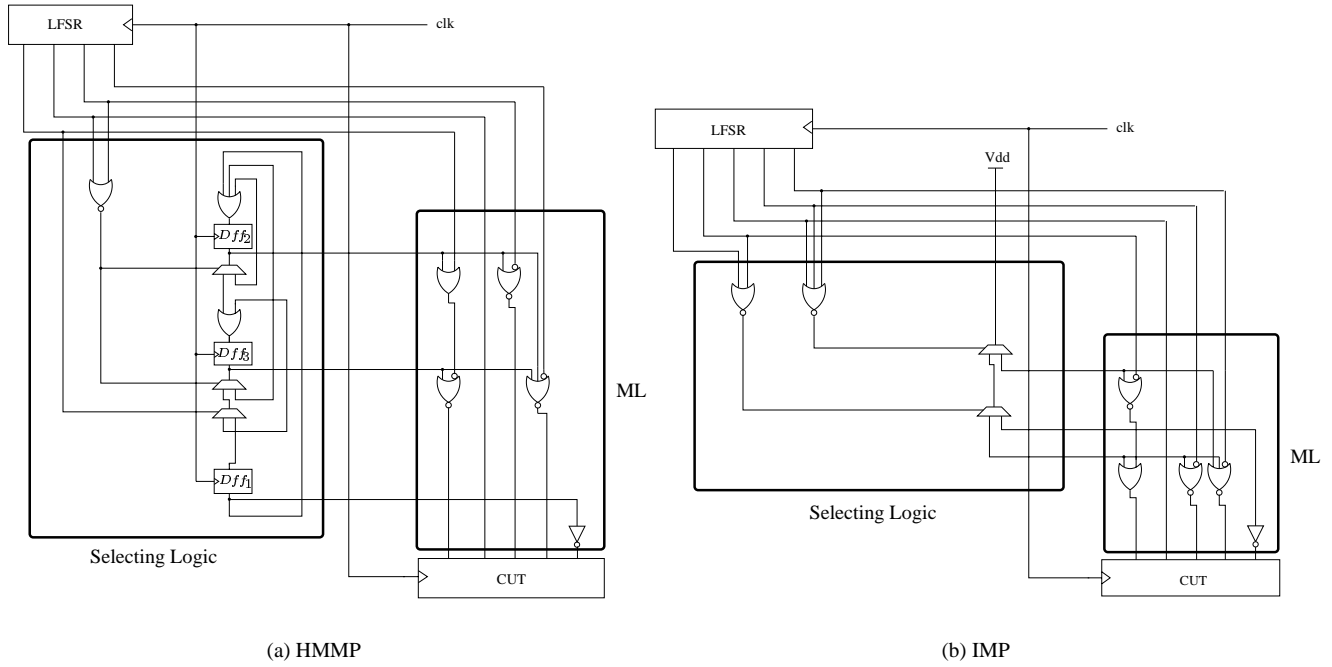 LFSR
clk
Dff2
Dff3
Dff1
Selecting Logic
ML
CUT
(a) HMMP
LFSR
clk
Vdd
Selecting Logic
ML
CUT
(b) IMP